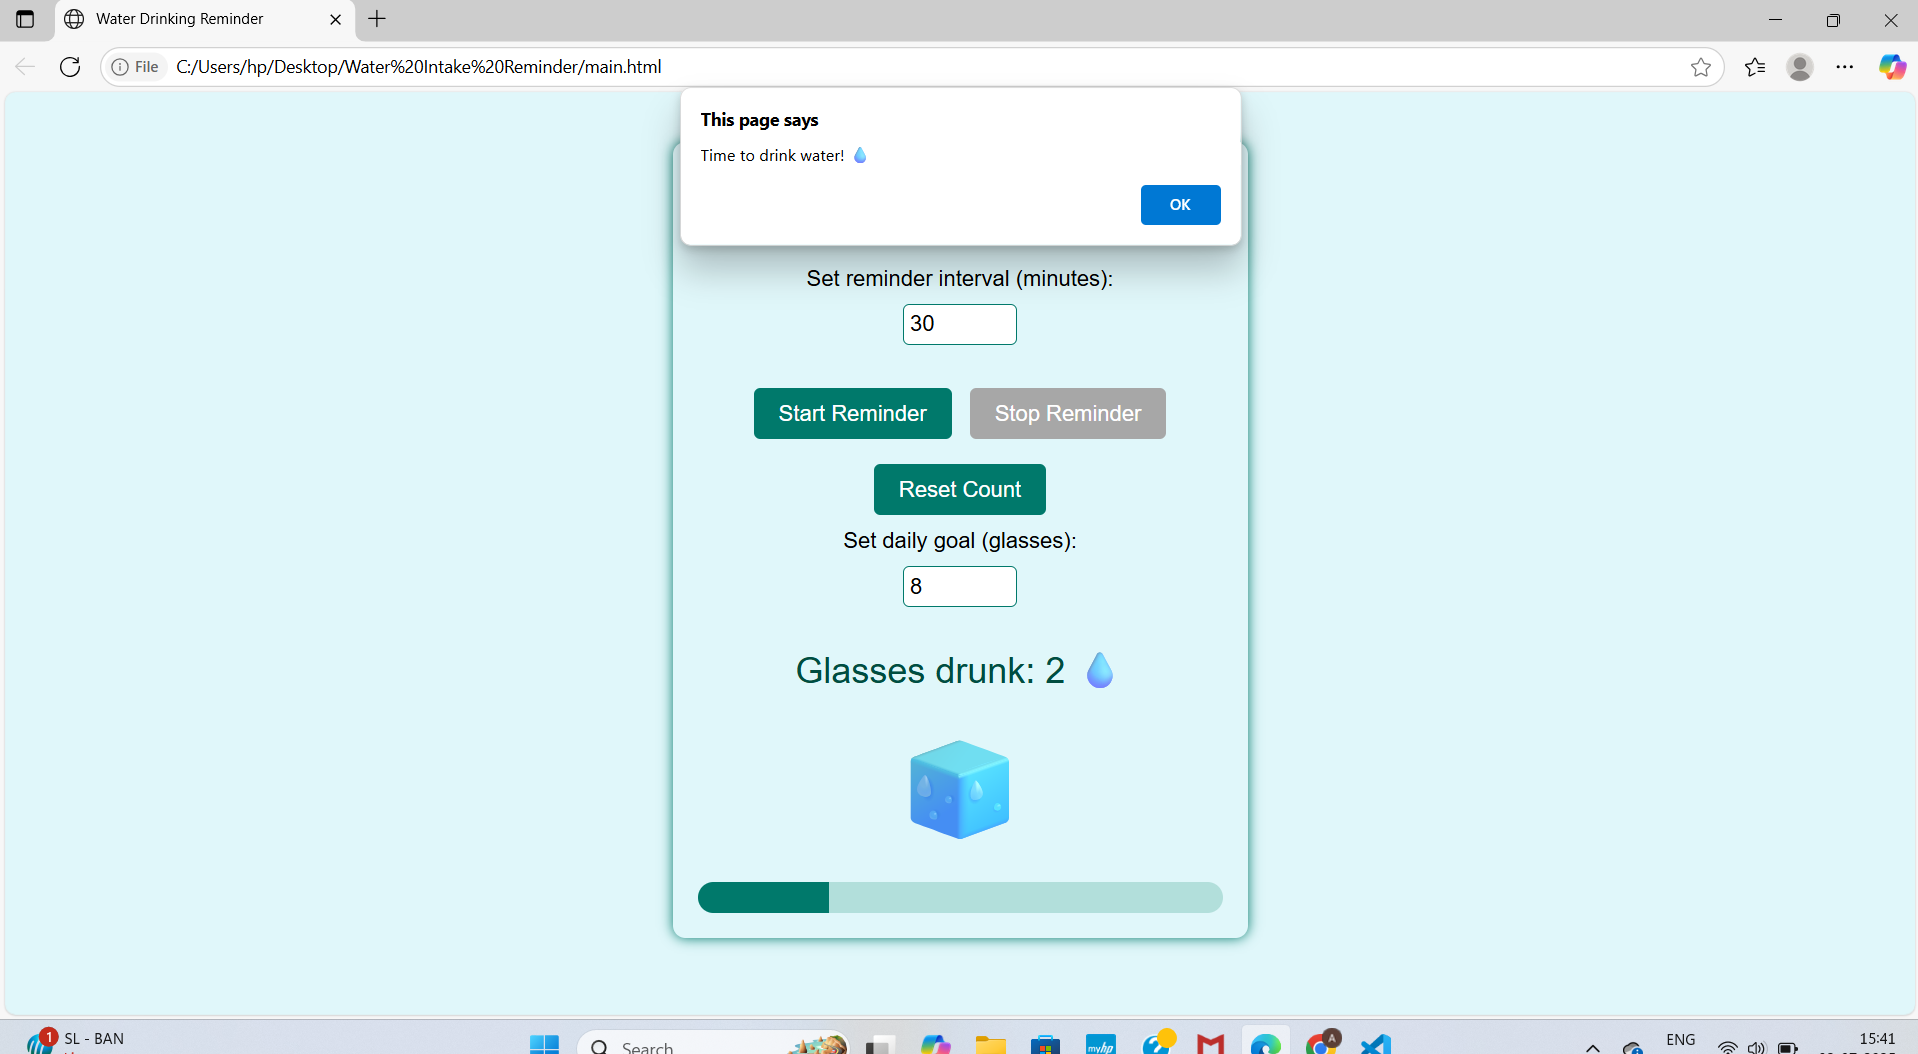 Water Drinking Reminder
File C:/Users/hp/Desktop/Water%20Intake%20Reminder/main.html
This page says
Time to drink water! 💧
OK
Set reminder interval (minutes):
30
Start Reminder Stop Reminder
Reset Count
Set daily goal (glasses):
8
Glasses drunk: 2 💧
1 SL - BAN
Search
myhp
A
ENG
15:41